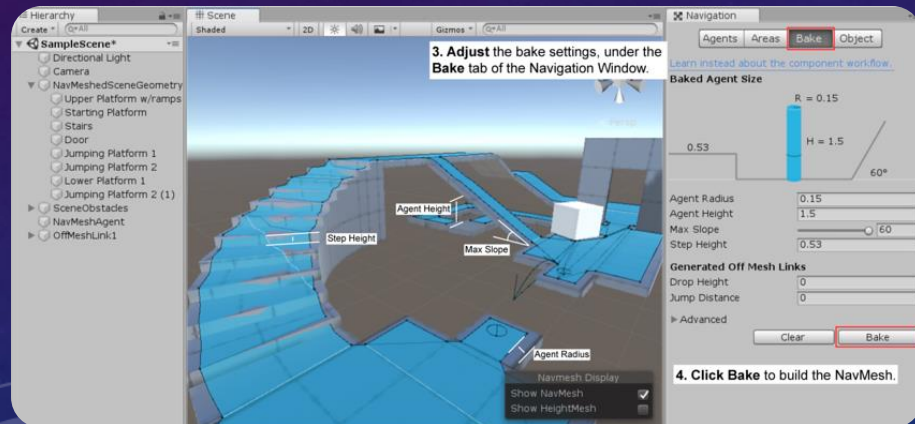 Hierarchy
Create
All
SampleScene*
Directional Light
Camera
NavMeshedSceneGeometry
Upper Platform w/ramps
Starting Platform
Stairs
Door
Jumping Platform 1
Jumping Platform 2
Lower Platform 1
Jumping Platform 2 (1)
SceneObstacles
NavMeshAgent
OffMeshLink1
Scene
Shaded
2D
Gizmos
All
3. Adjust the bake settings, under the
Bake tab of the Navigation Window.
Persp
Agent Height
Step Height
Max Slope
Agent Radius
Navmesh Display
Show NavMesh
Show HeightMesh
Navigation
Agents Areas Bake Object
Learn instead about the component workflow.
Baked Agent Size
R = 0.15
0.53
H = 1.5
60°
Agent Radius 0.15
Agent Height 1.5
Max Slope 60
Step Height 0.53
Generated Off Mesh Links
Drop Height 0
Jump Distance 0
Advanced
Clear Bake
4. Click Bake to build the NavMesh.